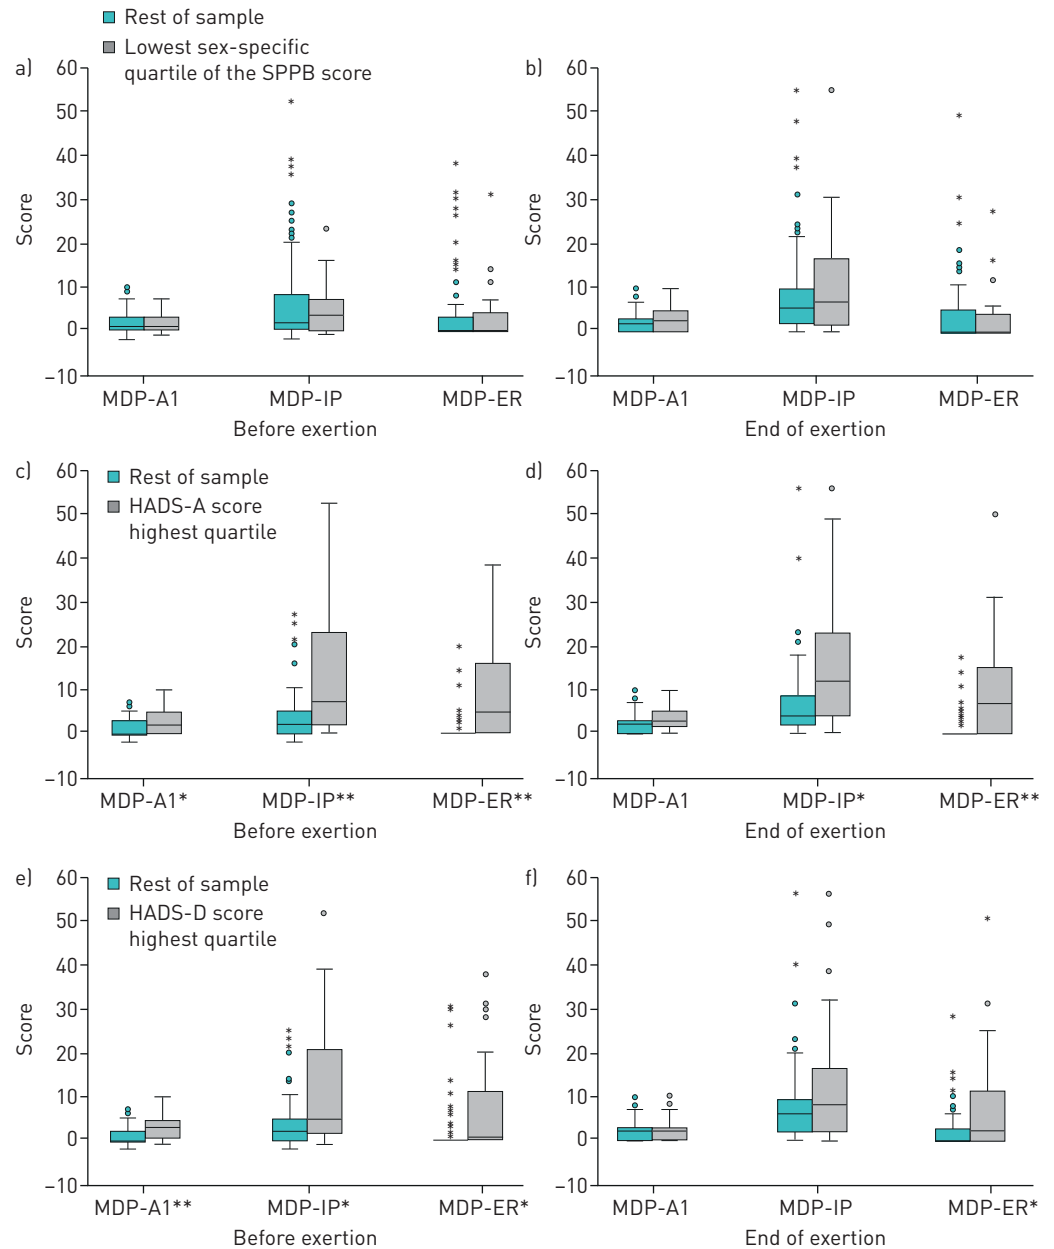 Rest of sample
Lowest sex-specific
quartile of the SPPB score
a)
60
50
40
30
20
10
0
–10
Score
MDP-A1 MDP-IP MDP-ER
Before exertion
b)
60
50
40
30
20
10
0
–10
Score
MDP-A1 MDP-IP MDP-ER
End of exertion
c)
Rest of sample
HADS-A score
highest quartile
60
50
40
30
20
10
0
–10
Score
MDP-A1* MDP-IP** MDP-ER**
Before exertion
d)
60
50
40
30
20
10
0
–10
Score
MDP-A1 MDP-IP* MDP-ER**
End of exertion
e)
Rest of sample
HADS-D score
highest quartile
60
50
40
30
20
10
0
–10
Score
MDP-A1** MDP-IP* MDP-ER*
Before exertion
f)
60
50
40
30
20
10
0
–10
Score
MDP-A1 MDP-IP MDP-ER*
End of exertion